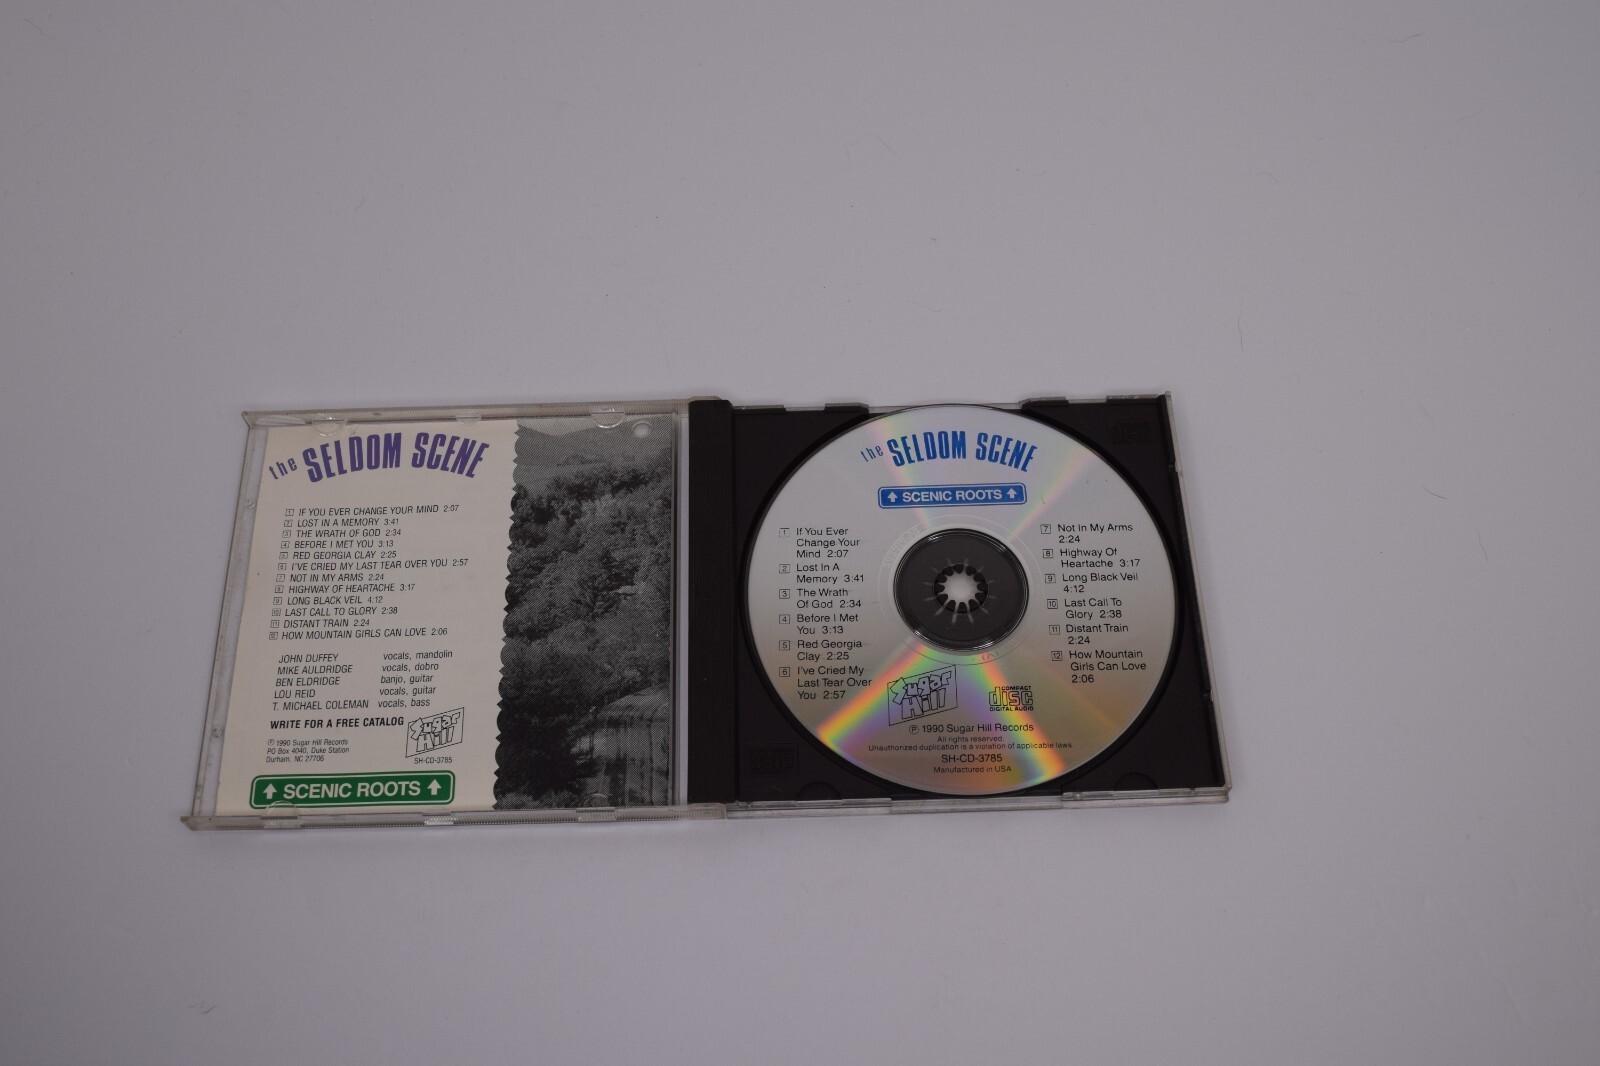 the SELDOM SCENE
1 IF YOU EVER CHANGE YOUR MIND 2:07
2 LOST IN A MEMORY 3:41
3 THE WRATH OF GOD 2:34
4 BEFORE I MET YOU 3:13
5 RED GEORGIA CLAY 2:25
6 I'VE CRIED MY LAST TEAR OVER YOU 2:57
7 NOT IN MY ARMS 2:24
8 HIGHWAY OF HEARTACHE 3:17
9 LONG BLACK VEIL 4:12
10 LAST CALL TO GLORY 2:38
11 DISTANT TRAIN 2:24
12 HOW MOUNTAIN GIRLS CAN LOVE 2:06
JOHN DUFFEY vocals, mandolin
MIKE AULDRIDGE vocals, dobro
BEN ELDRIDGE banjo, guitar
LOU REID vocals, guitar
T. MICHAEL COLEMAN vocals, bass
WRITE FOR A FREE CATALOG
Sugar
Hill
℗ 1990 Sugar Hill Records
PO Box 4040, Duke Station
Durham, NC 27706
SH-CD-3785
SCENIC ROOTS
the SELDOM SCENE
SCENIC ROOTS
1 If You Ever
Change Your
Mind 2:07
2 Lost In A
Memory 3:41
3 The Wrath
Of God 2:34
4 Before I Met
You 3:13
5 Red Georgia
Clay 2:25
6 I've Cried My
Last Tear Over
You 2:57
7 Not In My Arms
2:24
8 Highway Of
Heartache 3:17
9 Long Black Veil
4:12
10 Last Call To
Glory 2:38
11 Distant Train
2:24
12 How Mountain
Girls Can Love
2:06
Sugar
Hill
COMPACT
disc
DIGITAL AUDIO
℗ 1990 Sugar Hill Records
All rights reserved.
Unauthorized duplication is a violation of applicable laws.
SH-CD-3785
Manufactured in USA